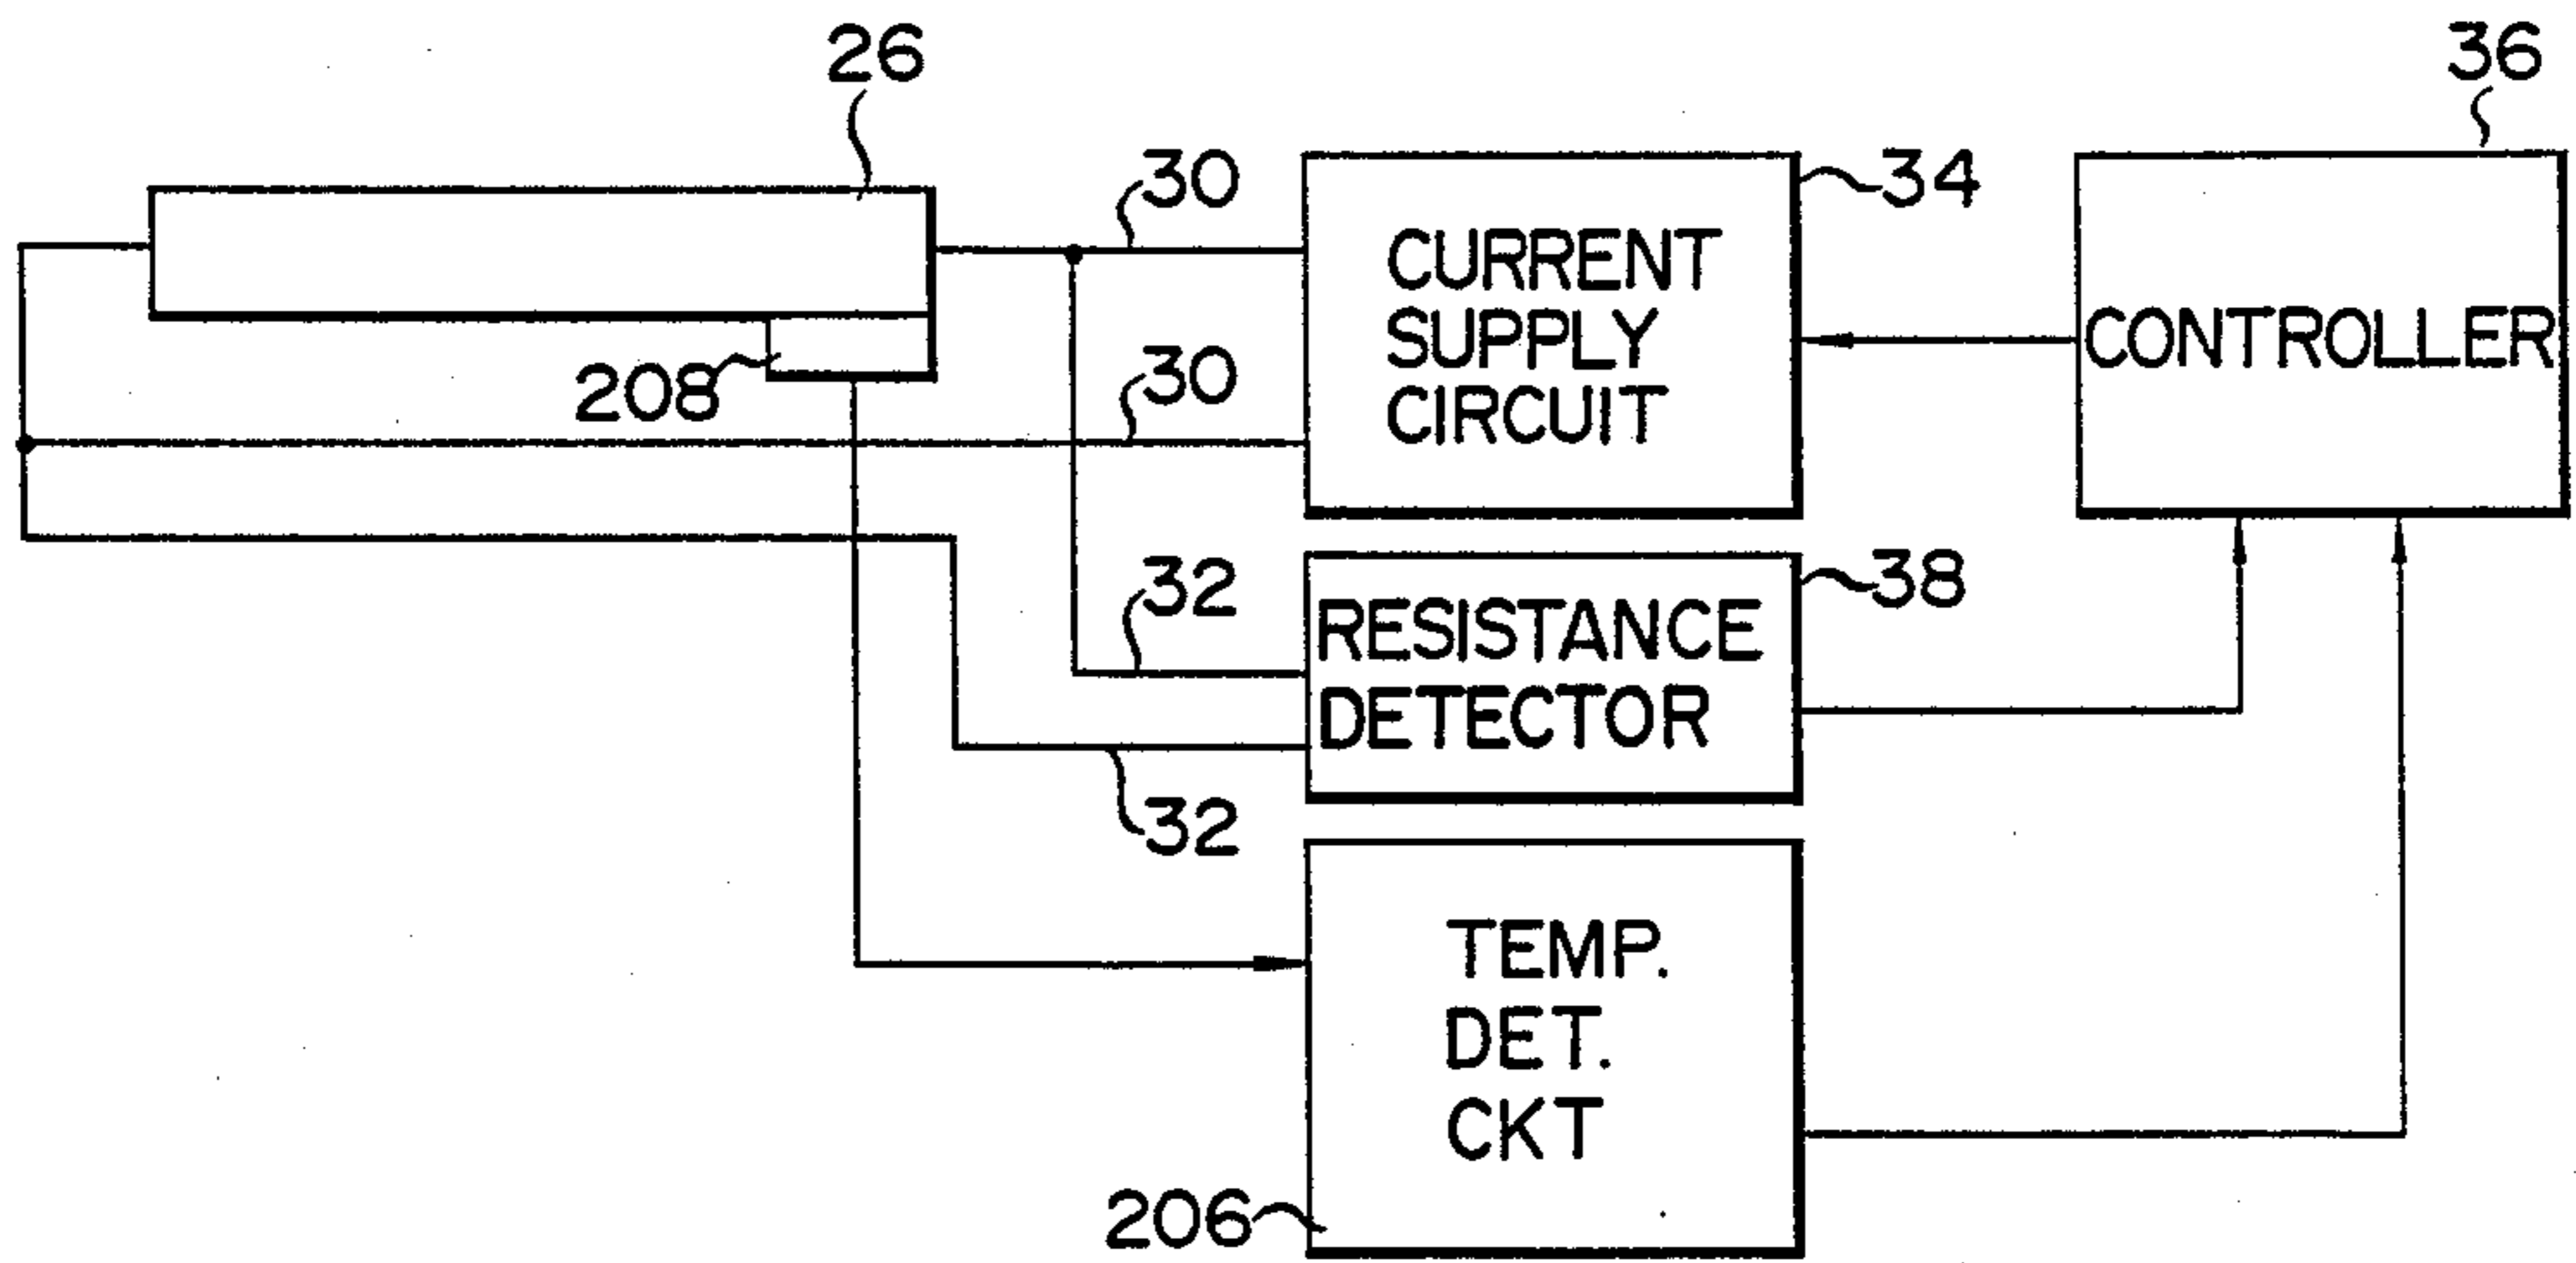 26
36
30
34
CURRENT
SUPPLY
CIRCUIT
CONTROLLER
30
208
32
38
RESISTANCE
DETECTOR
32
TEMP.
DET.
CKT
206